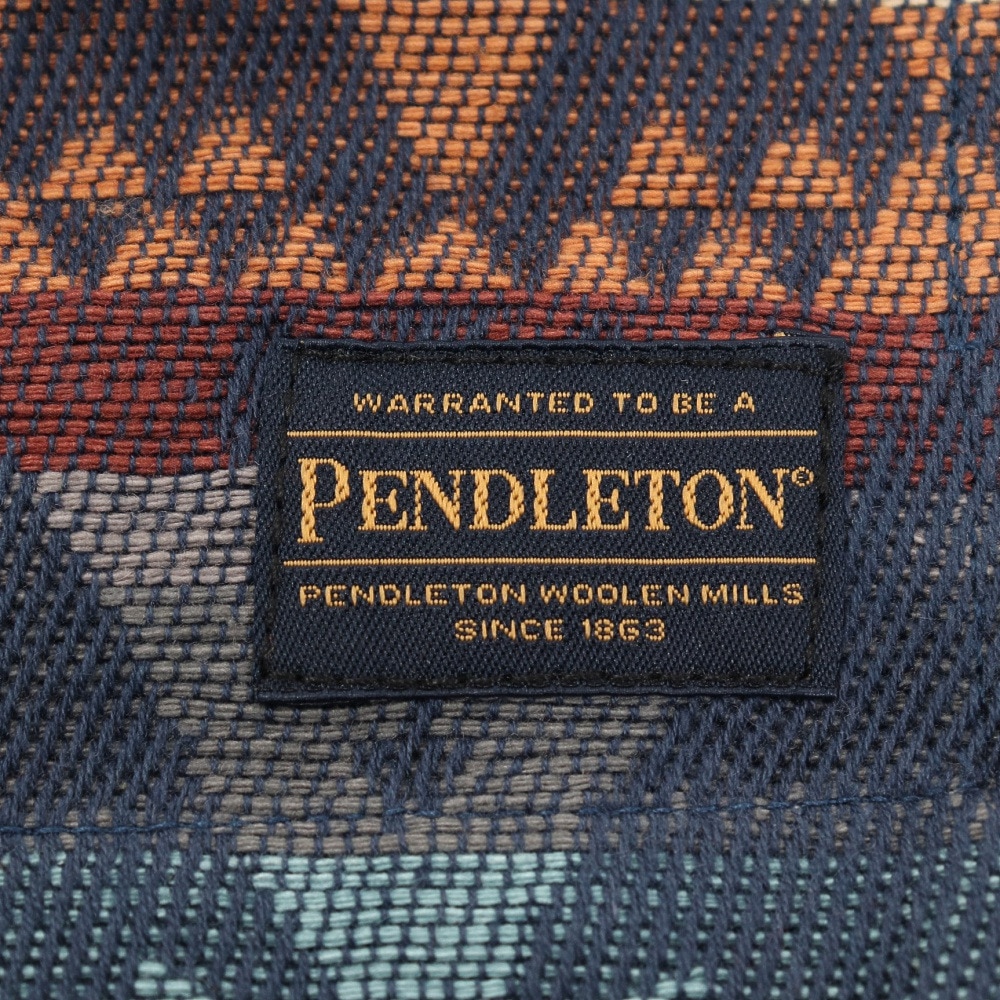 WARRANTED TO BE A
PENDLETON®
PENDLETON WOOLEN MILLS
SINCE 1863